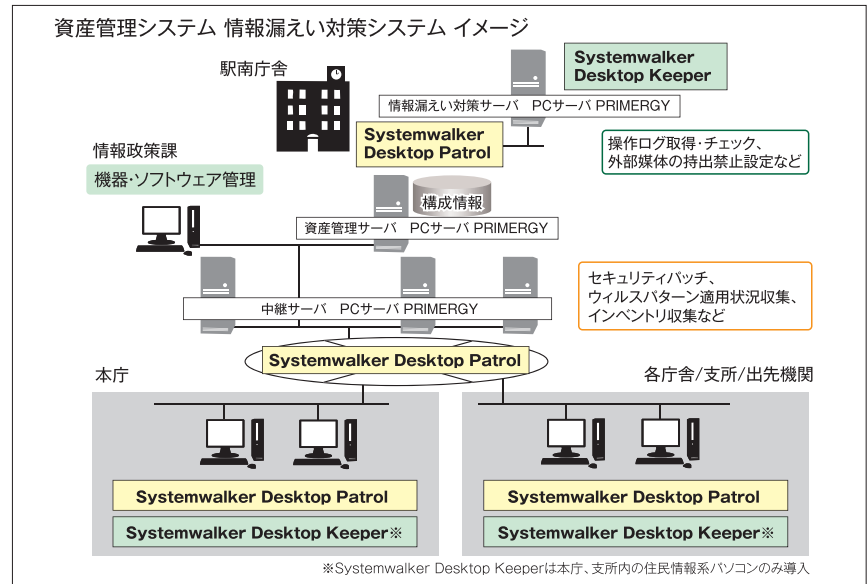 資産管理システム 情報漏えい対策システム イメージ
駅南庁舎
Systemwalker
Desktop Keeper
情報漏えい対策サーバ PCサーバ PRIMERGY
Systemwalker
Desktop Patrol
操作ログ取得・チェック、
外部媒体の持出禁止設定など
情報政策課
機器・ソフトウェア管理
構成情報
資産管理サーバ PCサーバ PRIMERGY
セキュリティパッチ、
ウィルスパターン適用状況収集、
インベントリ収集など
中継サーバ PCサーバ PRIMERGY
Systemwalker Desktop Patrol
本庁
各庁舎/支所/出先機関
Systemwalker Desktop Patrol
Systemwalker Desktop Keeper※
Systemwalker Desktop Patrol
Systemwalker Desktop Keeper※
※Systemwalker Desktop Keeperは本庁、支所内の住民情報系パソコンのみ導入